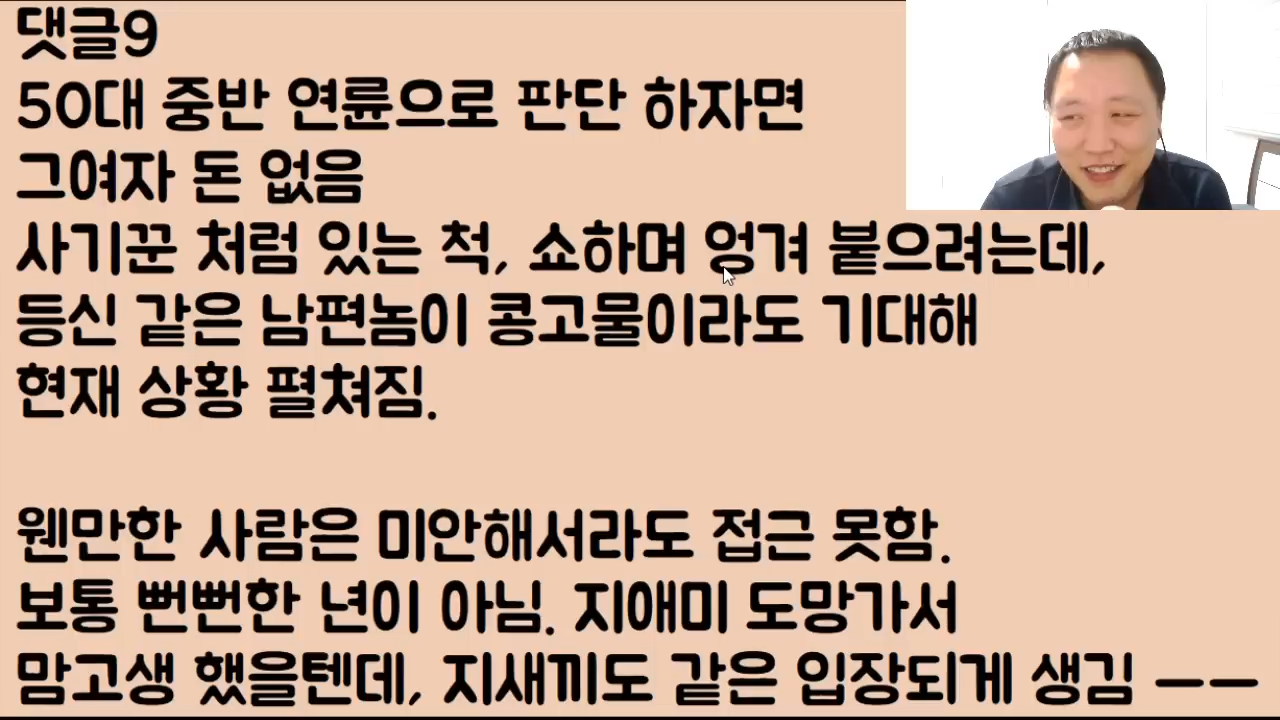 댓글9
50대 중반 연륜으로 판단 하자면
그여자 돈 없음
사기꾼 처럼 있는 척, 쇼하며 엉겨 붙으려는데,
등신 같은 남편놈이 콩고물이라도 기대해
현재 상황 펼쳐짐.
웬만한 사람은 미안해서라도 접근 못함.
보통 뻔뻔한 년이 아님. 지애미 도망가서
맘고생 했을텐데, 지새끼도 같은 입장되게 생김 ㅡㅡ